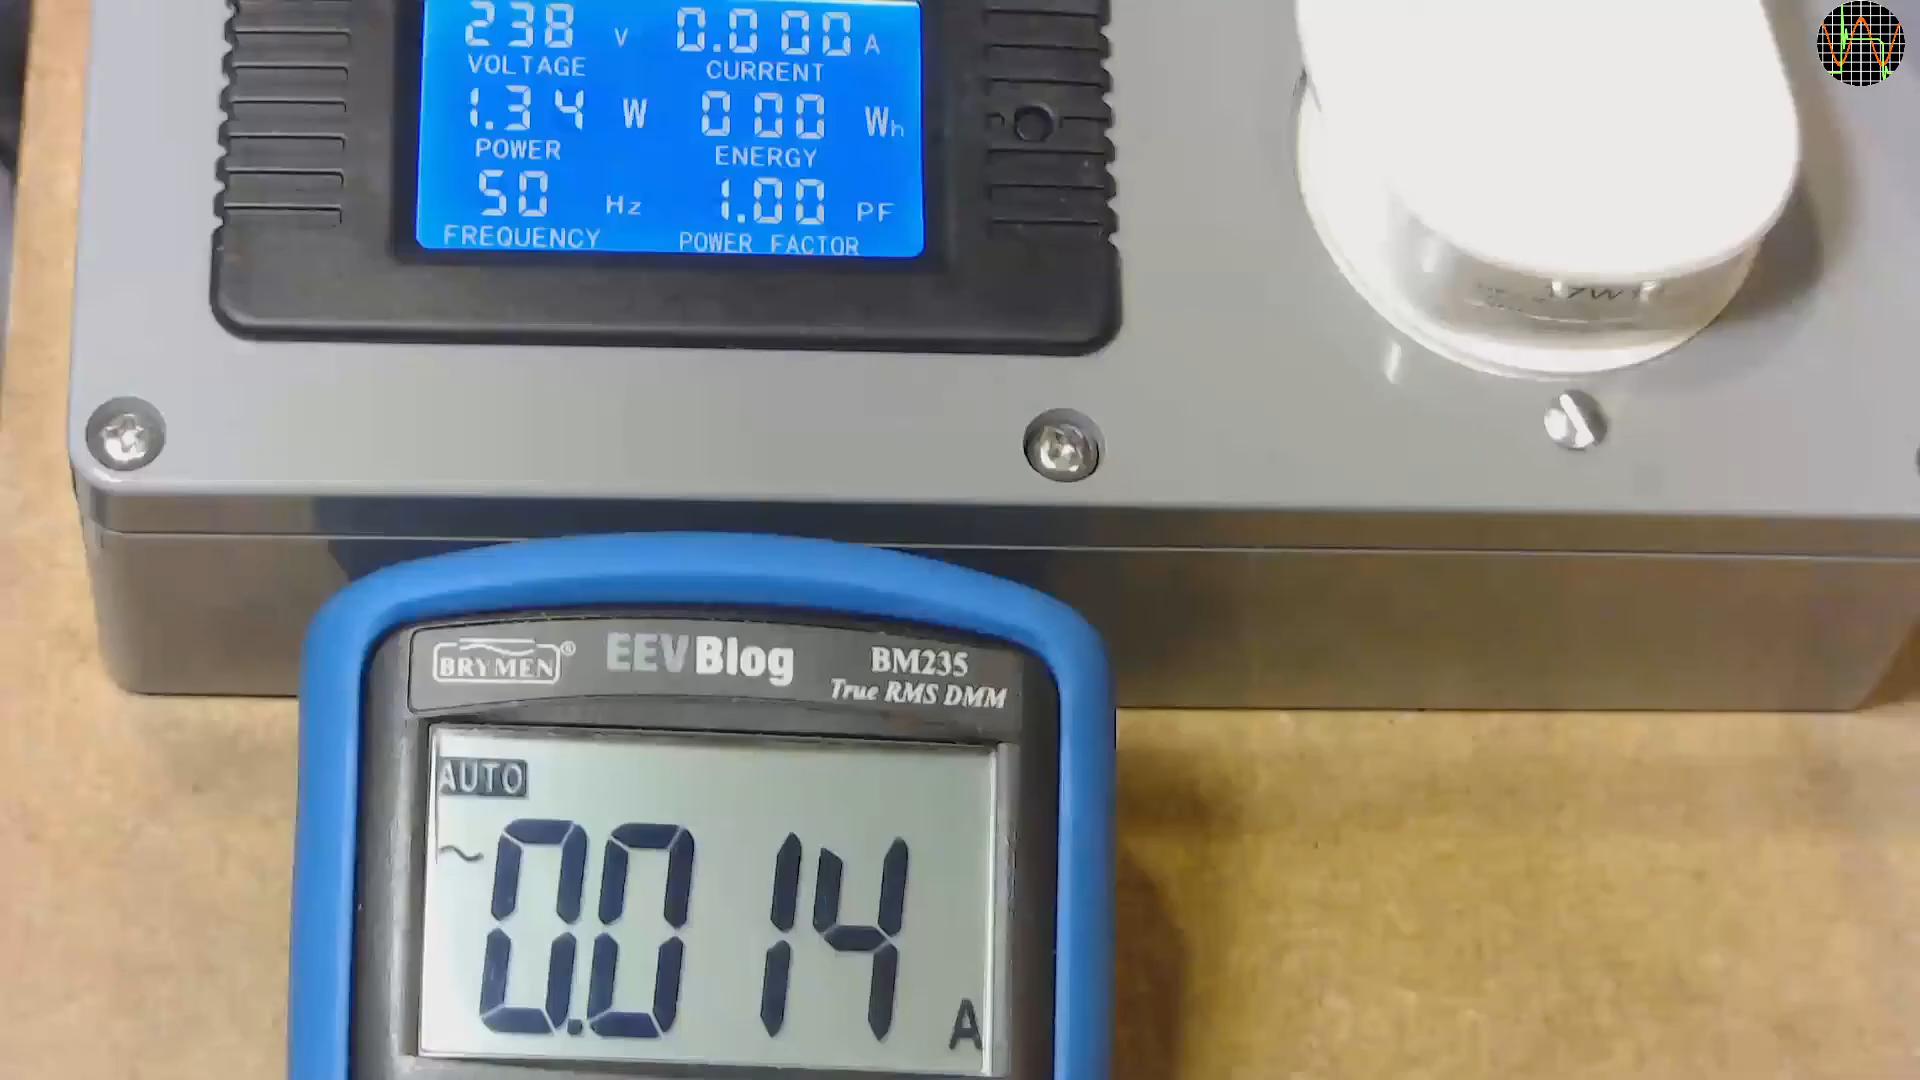 238 V 0.000 A
VOLTAGE CURRENT
1.34 W 000 Wh
POWER ENERGY
50 Hz 1.00 PF
FREQUENCY POWER FACTOR
BRYMEN® EEVBlog BM235
True RMS DMM
AUTO
~ 0.014 A